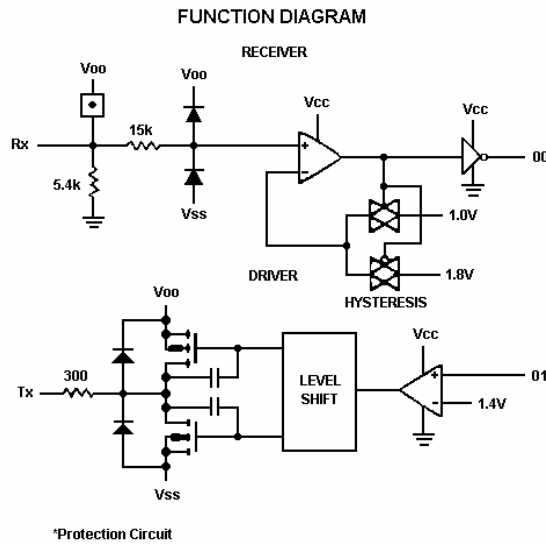 FUNCTION DIAGRAM
RECEIVER
Voo
Voo
Vcc
Vcc
Rx
15k
+
00
5.4k
Vss
-
1.0V
1.8V
DRIVER
HYSTERESIS
Voo
Vcc
300
Tx
LEVEL
SHIFT
+
01
-
1.4V
Vss
*Protection Circuit